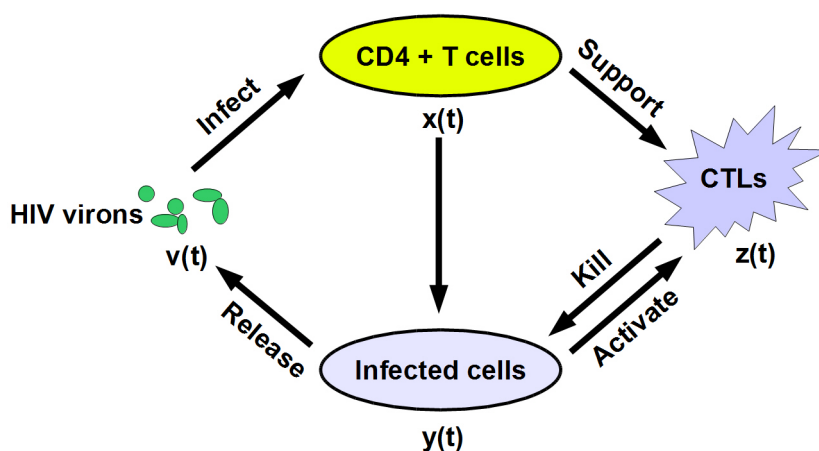 CD4 + T cells
x(t)
Infect
Support
CTLs
z(t)
HIV virons
v(t)
Kill
Activate
Release
Infected cells
y(t)